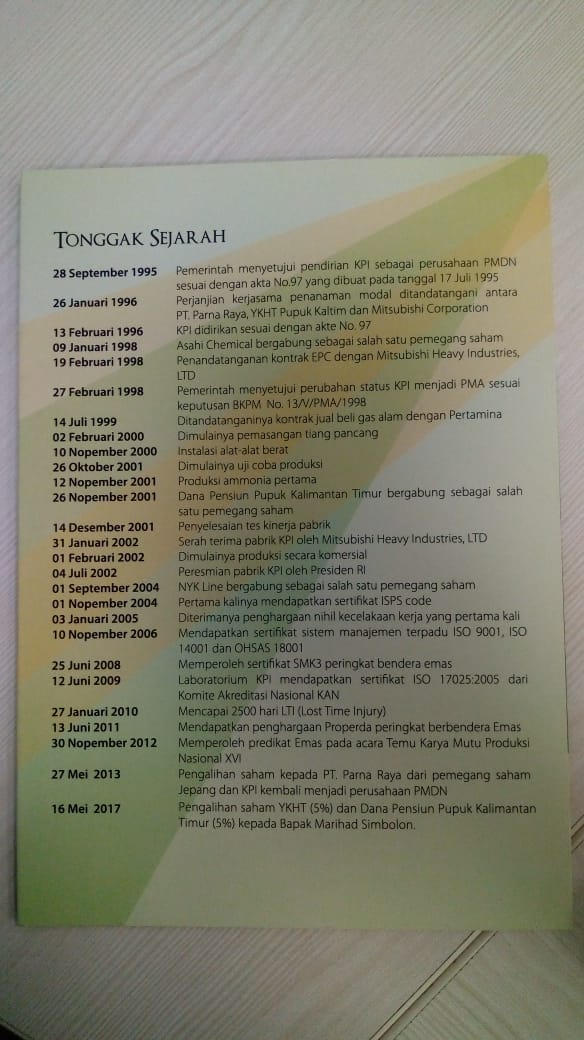 TONGGAK SEJARAH
28 September 1995 Pemerintah menyetujui pendirian KPI sebagai perusahaan PMDN
sesuai dengan akta No.97 yang dibuat pada tanggal 17 Juli 1995
26 Januari 1996 Perjanjian kerjasama penanaman modal ditandatangani antara
PT. Parna Raya, YKHT Pupuk Kaltim dan Mitsubishi Corporation
13 Februari 1996 KPI didirikan sesuai dengan akte No. 97
09 Januari 1998 Asahi Chemical bergabung sebagai salah satu pemegang saham
19 Februari 1998 Penandatanganan kontrak EPC dengan Mitsubishi Heavy Industries,
LTD
27 Februari 1998 Pemerintah menyetujui perubahan status KPI menjadi PMA sesuai
keputusan BKPM No. 13/V/PMA/1998
14 Juli 1999 Ditandatanganinya kontrak jual beli gas alam dengan Pertamina
02 Februari 2000 Dimulainya pemasangan tiang pancang
10 Nopember 2000 Instalasi alat-alat berat
26 Oktober 2001 Dimulainya uji coba produksi
12 Nopember 2001 Produksi ammonia pertama
26 Nopember 2001 Dana Pensiun Pupuk Kalimantan Timur bergabung sebagai salah
satu pemegang saham
14 Desember 2001 Penyelesaian tes kinerja pabrik
31 Januari 2002 Serah terima pabrik KPI oleh Mitsubishi Heavy Industries, LTD
01 Februari 2002 Dimulainya produksi secara komersial
04 Juli 2002 Peresmian pabrik KPI oleh Presiden RI
01 September 2004 NYK Line bergabung sebagai salah satu pemegang saham
01 Nopember 2004 Pertama kalinya mendapatkan sertifikat ISPS code
03 Januari 2005 Diterimanya penghargaan nihil kecelakaan kerja yang pertama kali
10 Nopember 2006 Mendapatkan sertifikat sistem manajemen terpadu ISO 9001, ISO
14001 dan OHSAS 18001
25 Juni 2008 Memperoleh sertifikat SMK3 peringkat bendera emas
12 Juni 2009 Laboratorium KPI mendapatkan sertifikat ISO 17025:2005 dari
Komite Akreditasi Nasional KAN
27 Januari 2010 Mencapai 2500 hari LTI (Lost Time Injury)
13 Juni 2011 Mendapatkan penghargaan Properda peringkat berbendera Emas
30 Nopember 2012 Memperoleh predikat Emas pada acara Temu Karya Mutu Produksi
Nasional XVI
27 Mei 2013 Pengalihan saham kepada PT. Parna Raya dari pemegang saham
Jepang dan KPI kembali menjadi perusahaan PMDN
16 Mei 2017 Pengalihan saham YKHT (5%) dan Dana Pensiun Pupuk Kalimantan
Timur (5%) kepada Bapak Marihad Simbolon.